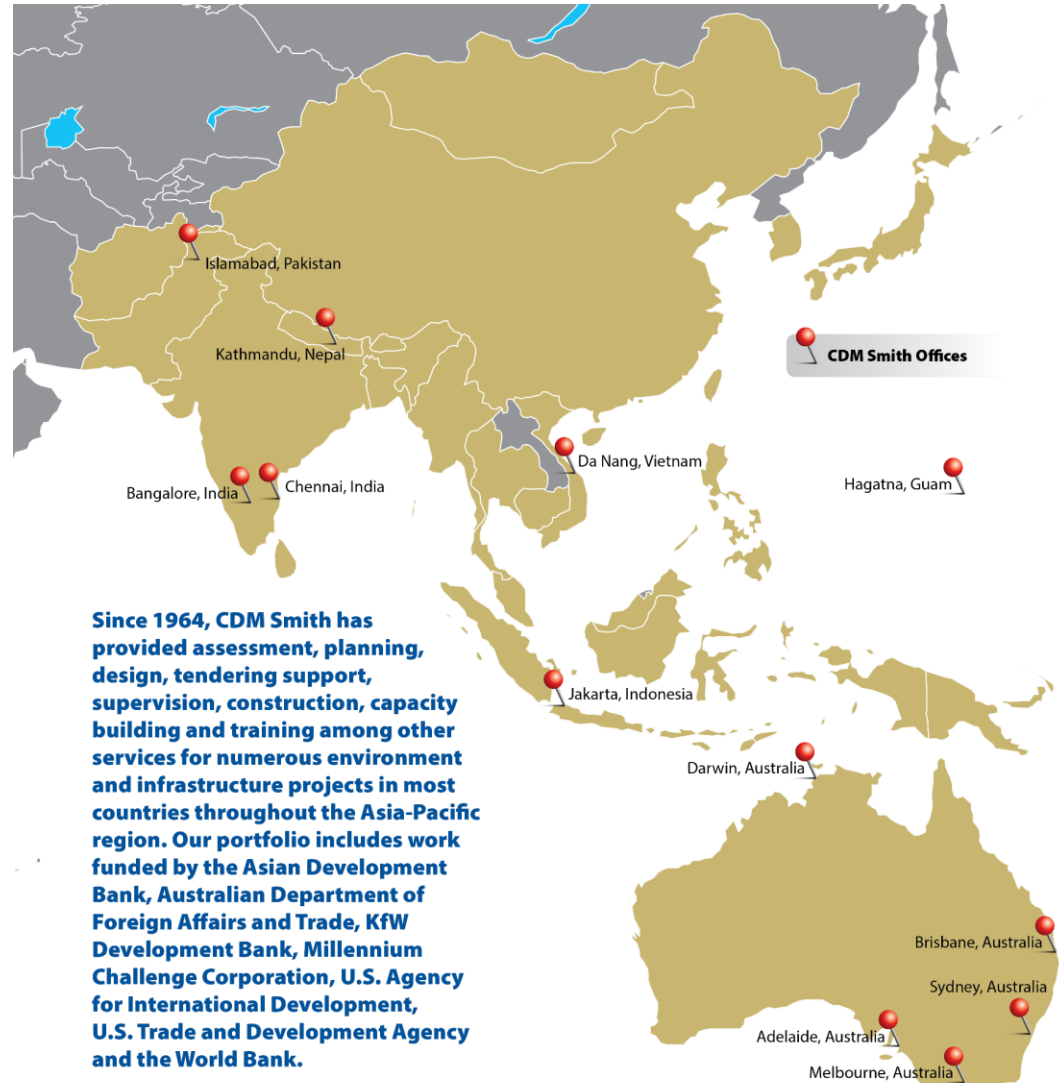 Islamabad, Pakistan
Kathmandu, Nepal
CDM Smith Offices
Da Nang, Vietnam
Hagatna, Guam
Bangalore, India
Chennai, India
Since 1964, CDM Smith has
provided assessment, planning,
design, tendering support,
supervision, construction, capacity
building and training among other
services for numerous environment
and infrastructure projects in most
countries throughout the Asia-Pacific
region. Our portfolio includes work
funded by the Asian Development
Bank, Australian Department of
Foreign Affairs and Trade, KfW
Development Bank, Millennium
Challenge Corporation, U.S. Agency
for International Development,
U.S. Trade and Development Agency
and the World Bank.
Jakarta, Indonesia
Darwin, Australia
Brisbane, Australia
Sydney, Australia
Adelaide, Australia
Melbourne, Australia